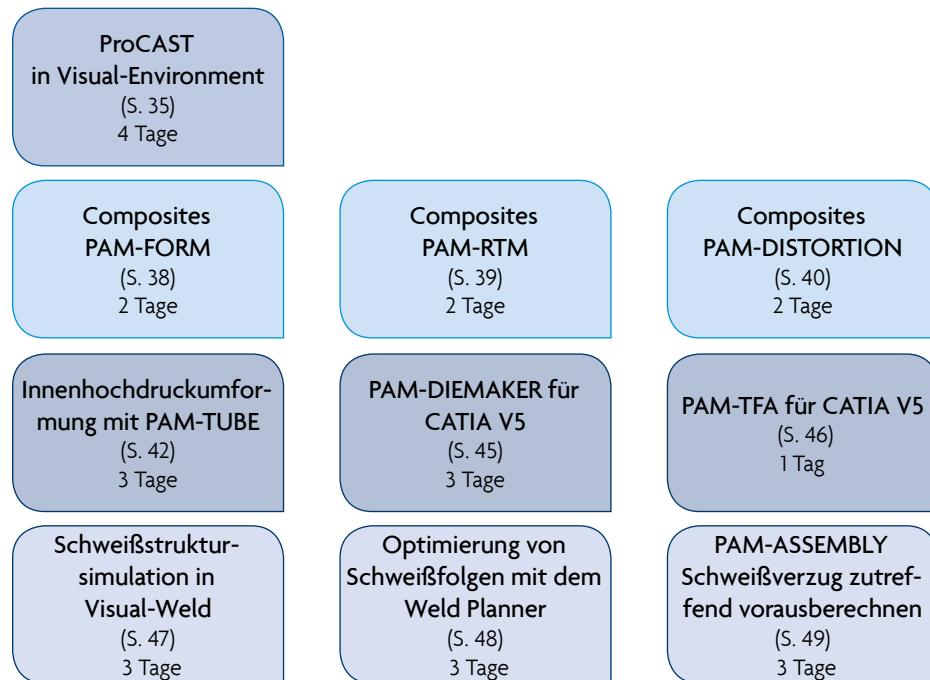 ProCAST
in Visual-Environment
(S. 35)
4 Tage
Composites
PAM-FORM
(S. 38)
2 Tage
Composites
PAM-RTM
(S. 39)
2 Tage
Composites
PAM-DISTORTION
(S. 40)
2 Tage
Innenhochdruckumfor-
mung mit PAM-TUBE
(S. 42)
3 Tage
PAM-DIEMAKER für
CATIA V5
(S. 45)
3 Tage
PAM-TFA für CATIA V5
(S. 46)
1 Tag
Schweißstruktur-
simulation in
Visual-Weld
(S. 47)
3 Tage
Optimierung von
Schweißfolgen mit dem
Weld Planner
(S. 48)
3 Tage
PAM-ASSEMBLY
Schweißverzug zutref-
fend vorausberechnen
(S. 49)
3 Tage